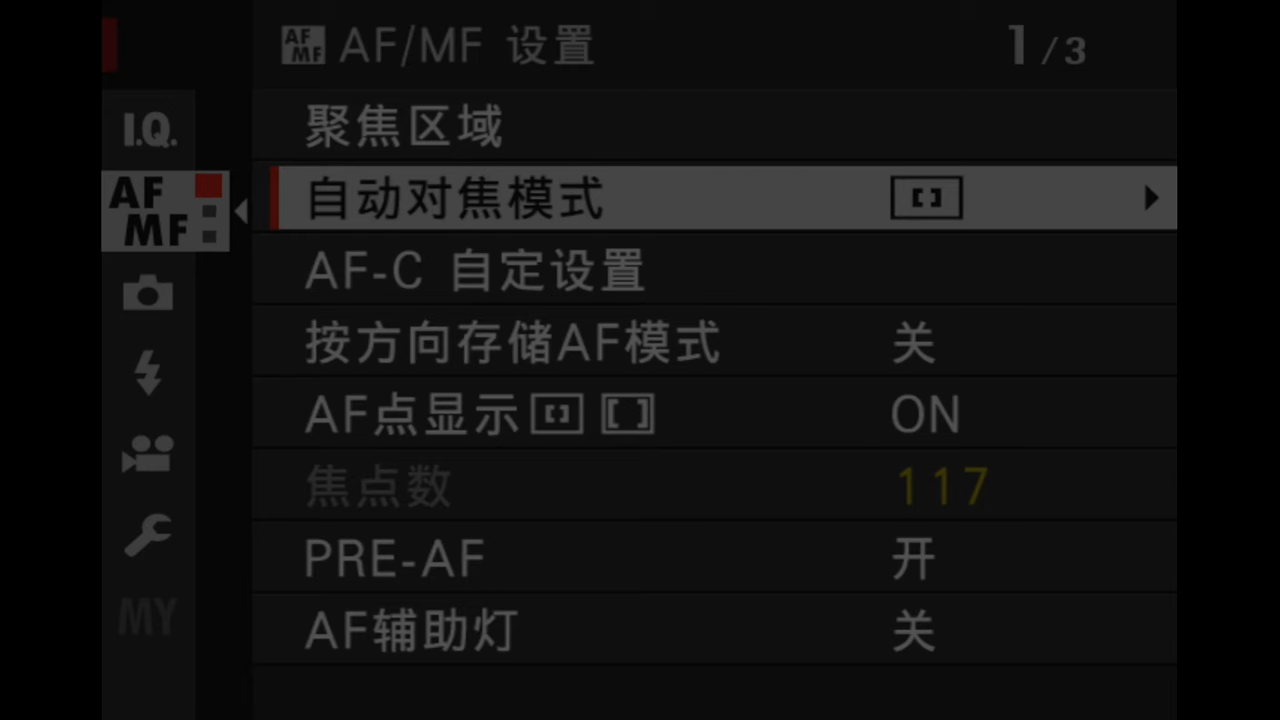 AF MF AF/MF 设置 1/3
I.Q.
聚焦区域
AF MF
自动对焦模式
AF-C 自定设置
按方向存储AF模式 关
AF点显示 ON
焦点数 117
PRE-AF 开
MY
AF辅助灯 关